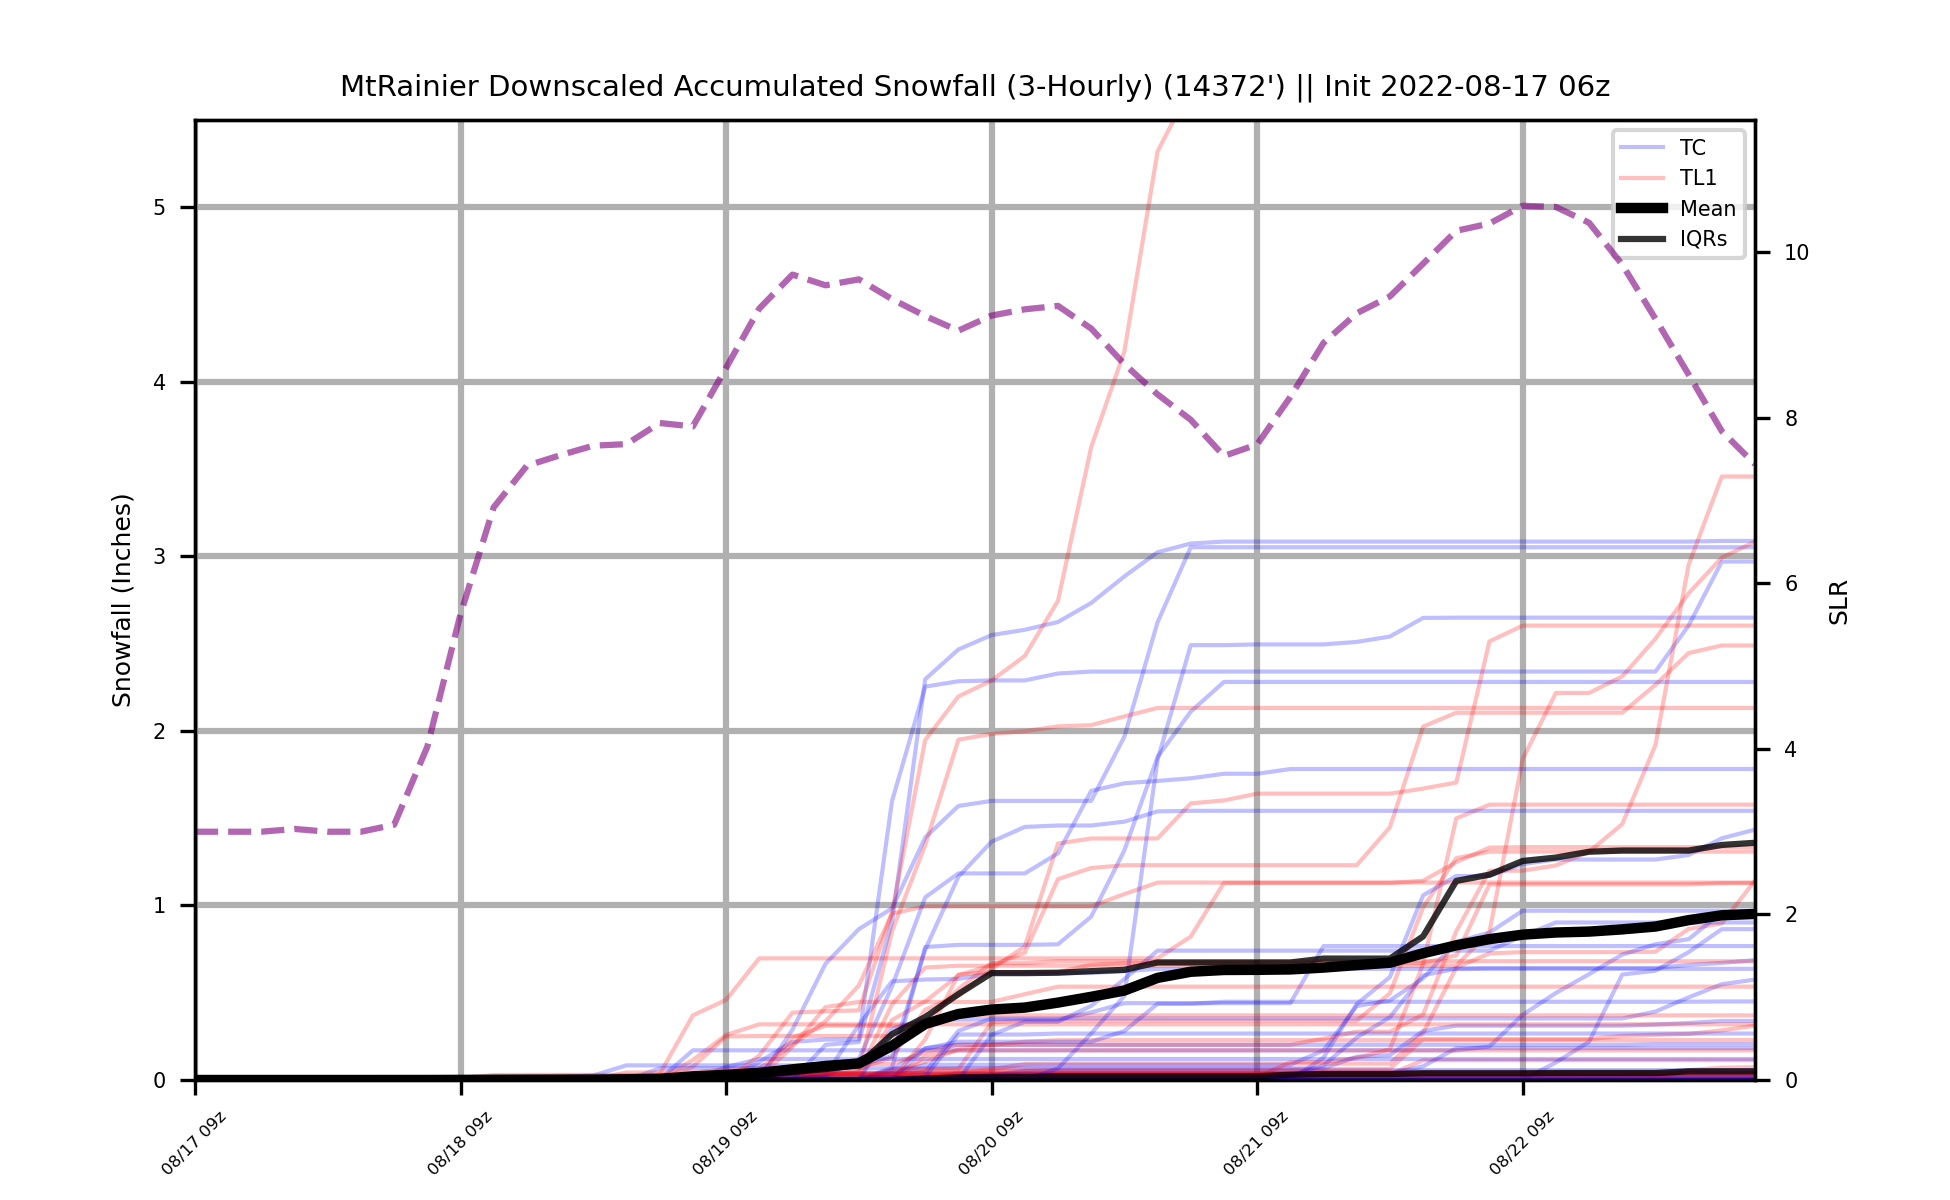 MtRainier Downscaled Accumulated Snowfall (3-Hourly) (14372') || Init 2022-08-17 06z
TC
TL1
Mean
IQRs
Snowfall (Inches)
5
4
3
2
1
0
10
8
6
4
2
0
SLR
08/17 09z
08/18 09z
08/19 09z
08/20 09z
08/21 09z
08/22 09z